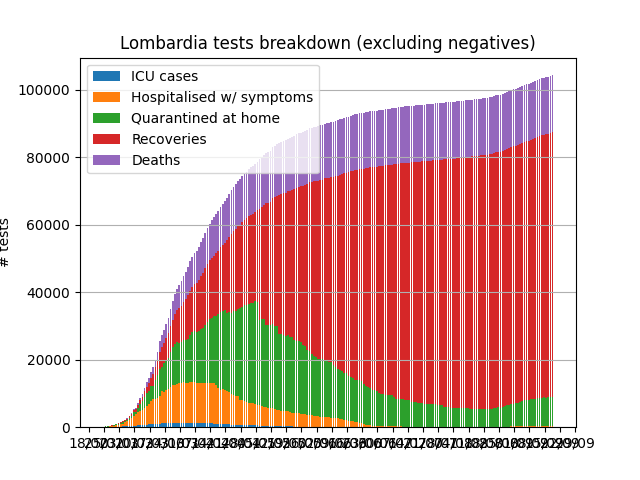 Lombardia tests breakdown (excluding negatives)
ICU cases
Hospitalised w/ symptoms
Quarantined at home
Recoveries
Deaths
100000
80000
60000
40000
20000
0
# tests